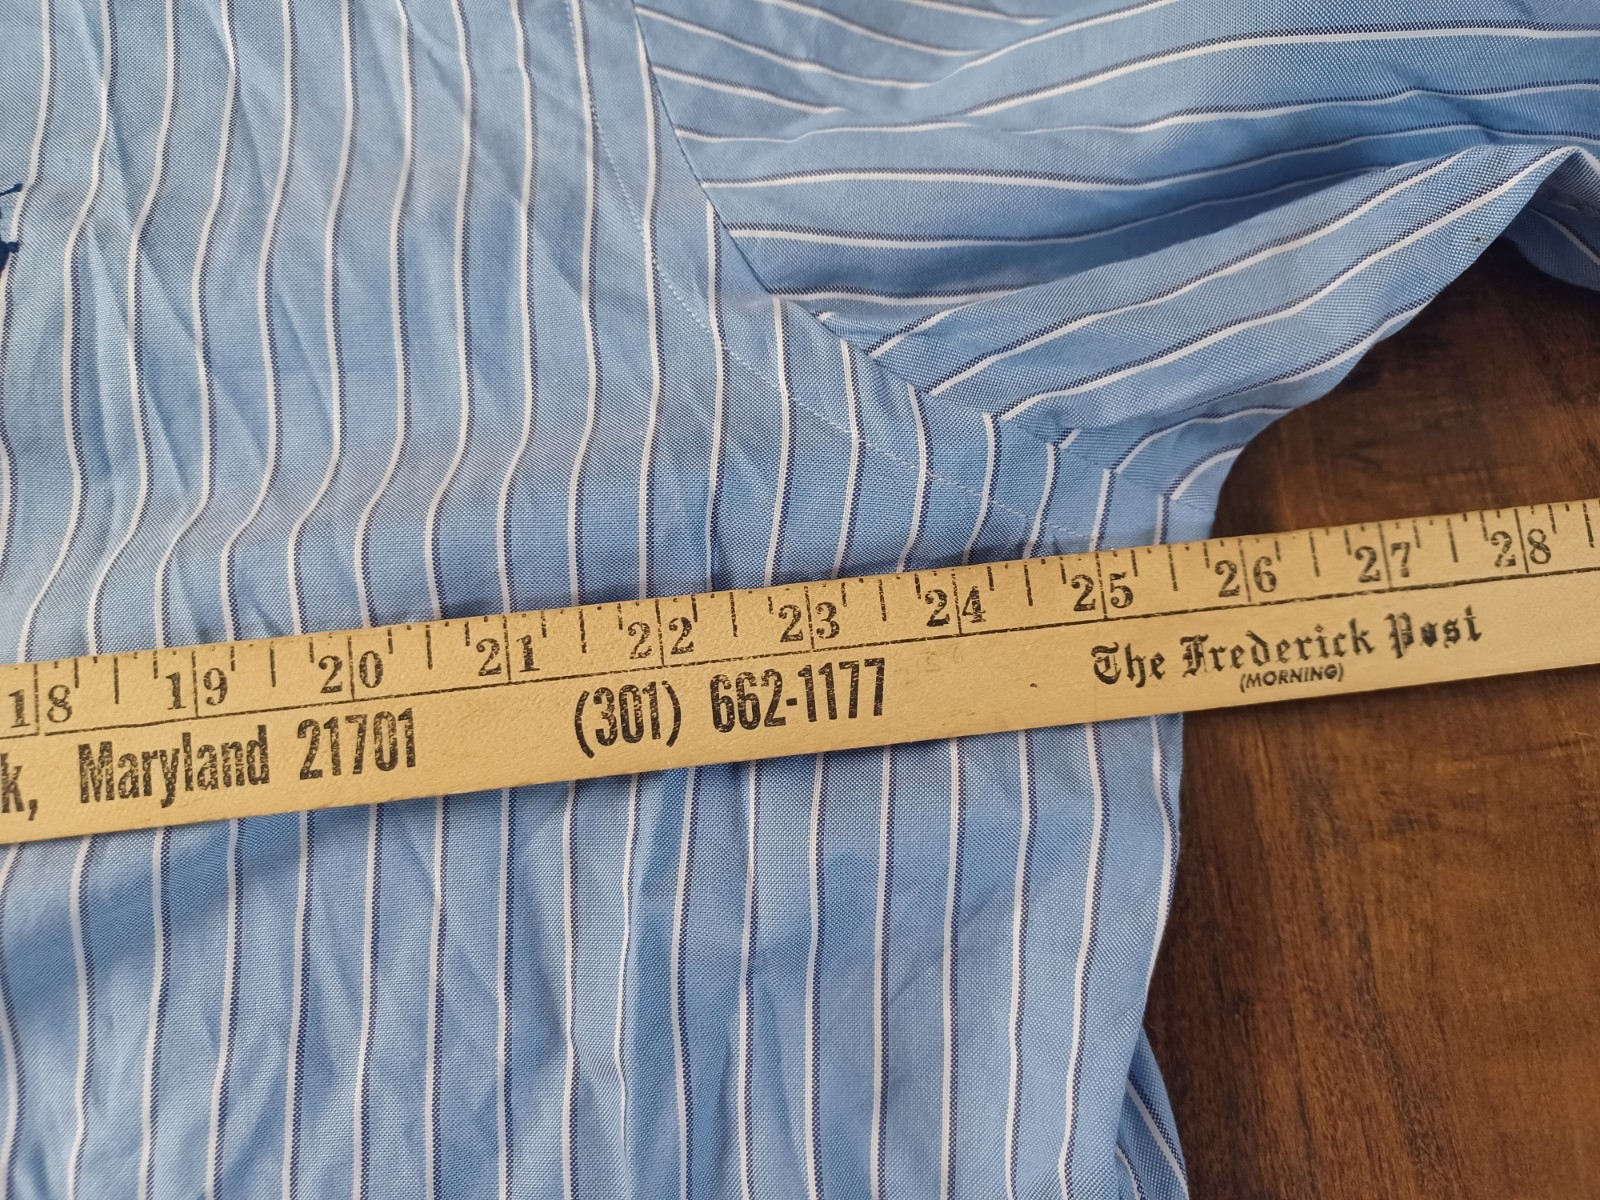 18 19 20 21 22 23 24 25 26 27 28
k, Maryland 21701 (301) 662-1177 The Frederick Post
(MORNING)